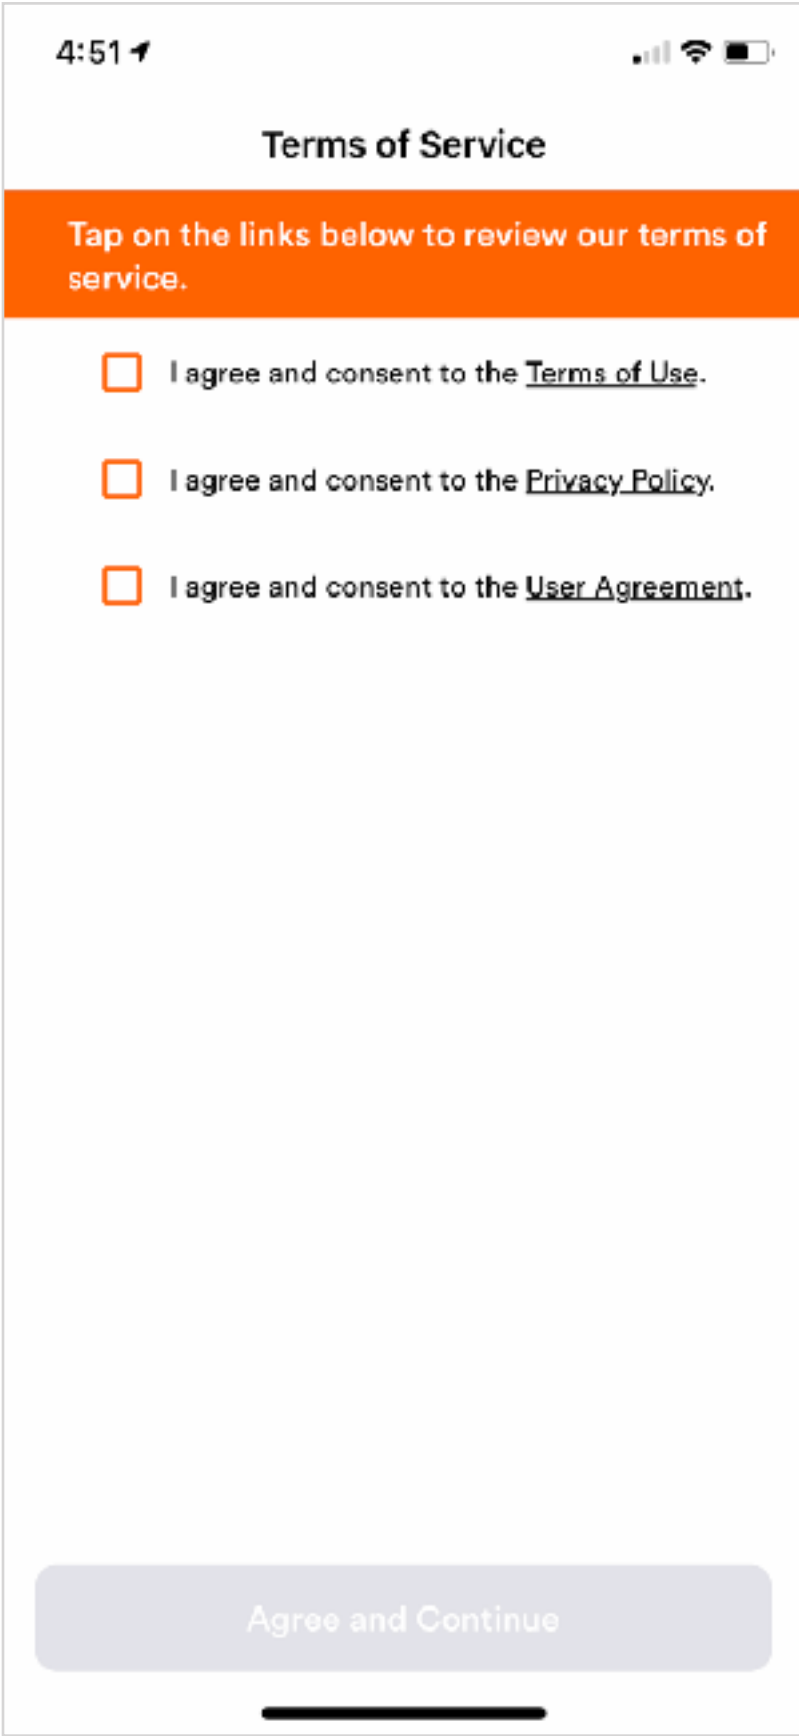 4:51
Terms of Service
Tap on the links below to review our terms of
service.
I agree and consent to the Terms of Use.
I agree and consent to the Privacy Policy.
I agree and consent to the User Agreement.
Agree and Continue